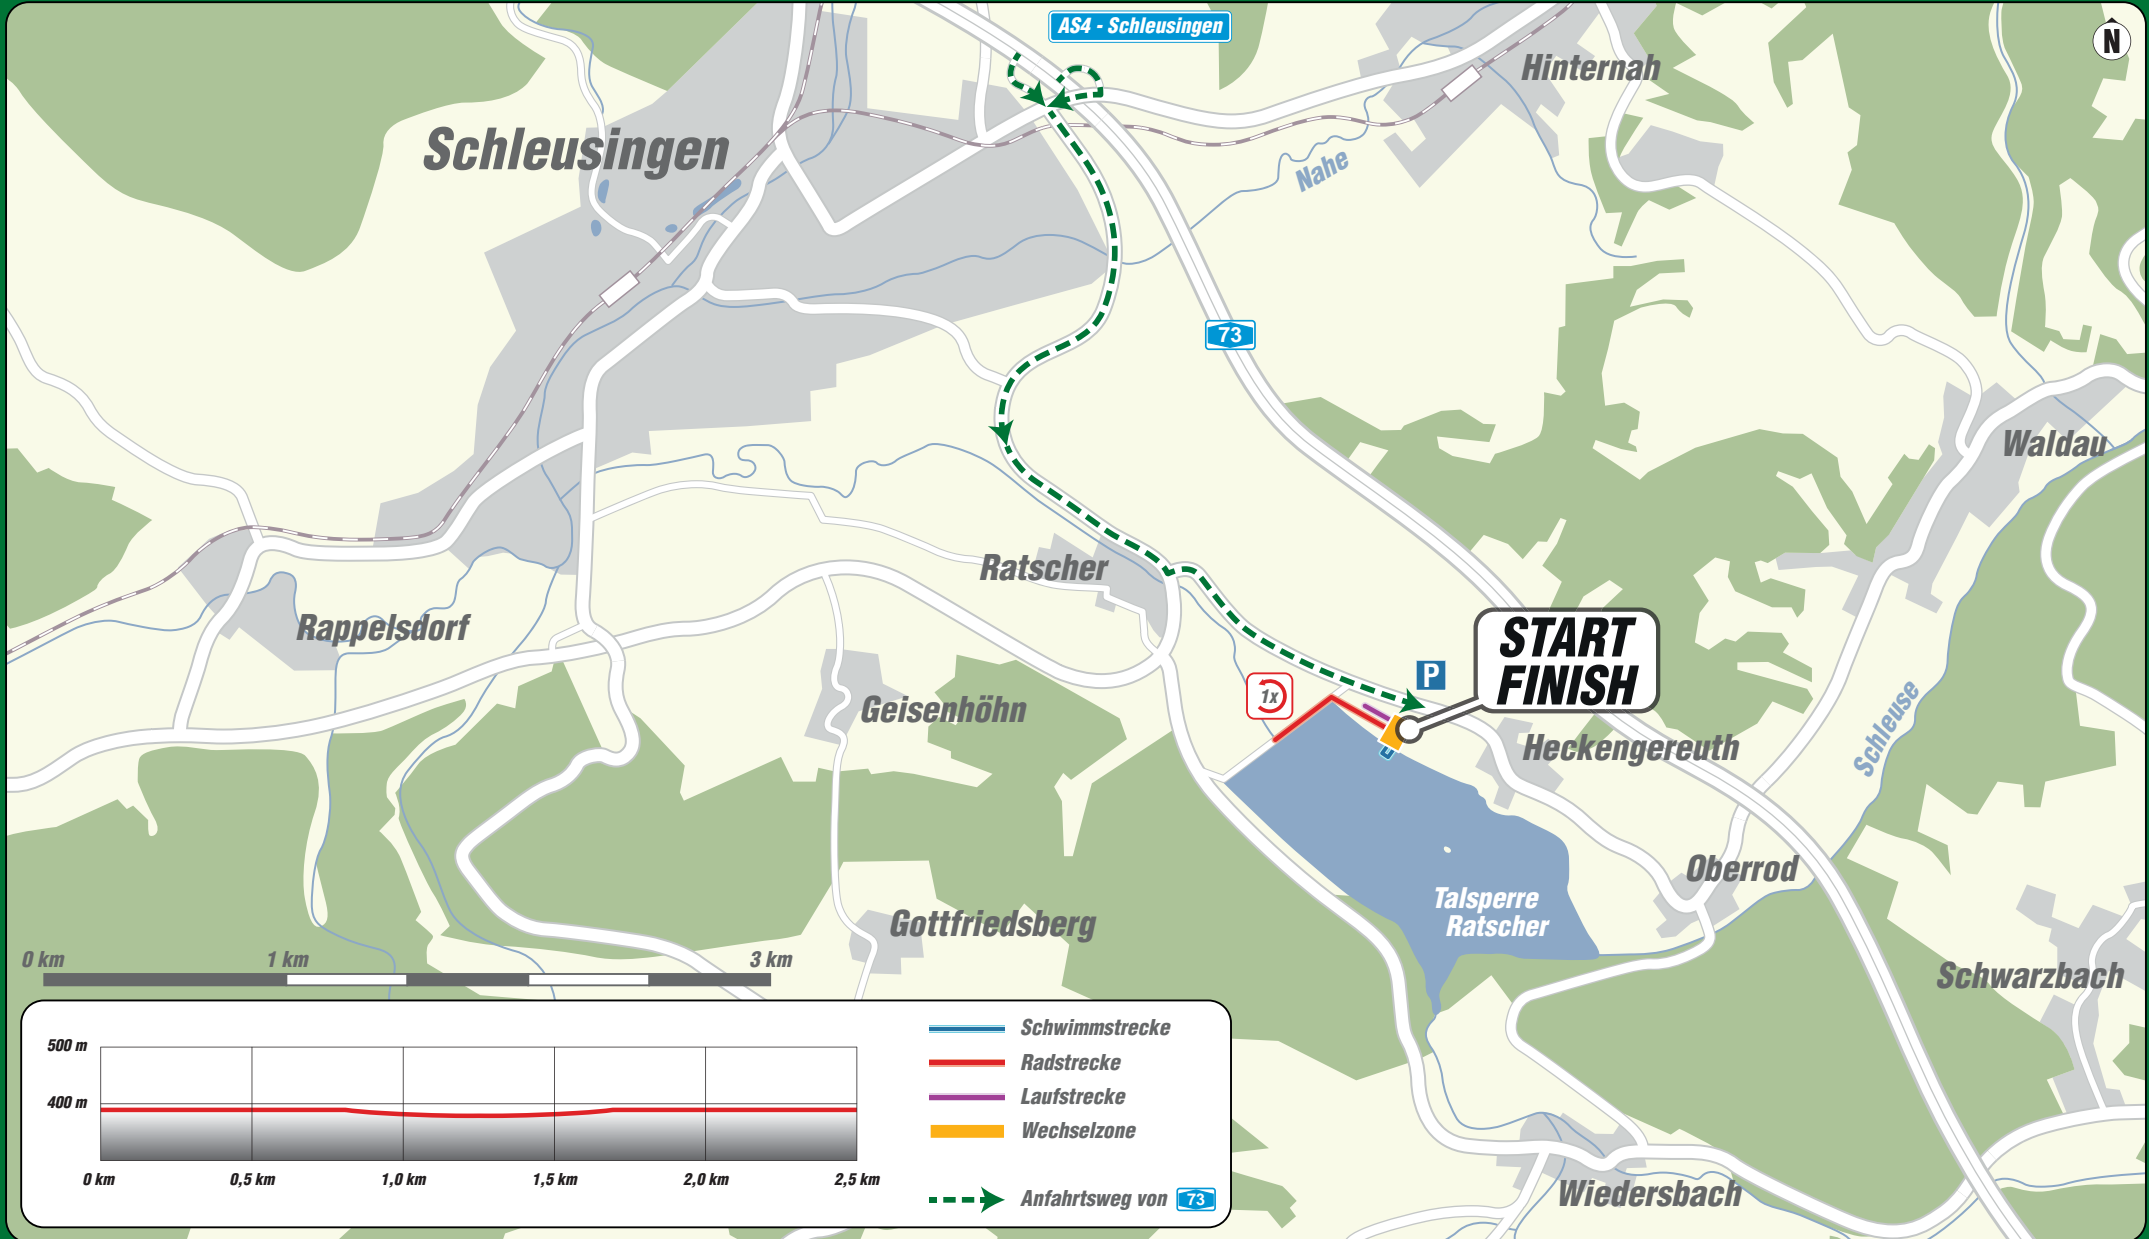 AS4 - Schleusingen
N
Hinternah
Schleusingen
Nahe
73
Waldau
Ratscher
Rappelsdorf
START
FINISH
P
1x
Geisenhöhn
Heckengereuth
Schleuse
Oberrod
Talsperre
Ratscher
Gottfriedsberg
Schwarzbach
0 km 1 km 3 km
Wiedersbach
500 m
400 m
0 km 0,5 km 1,0 km 1,5 km 2,0 km 2,5 km
Schwimmstrecke
Radstrecke
Laufstrecke
Wechselzone
Anfahrtsweg von 73